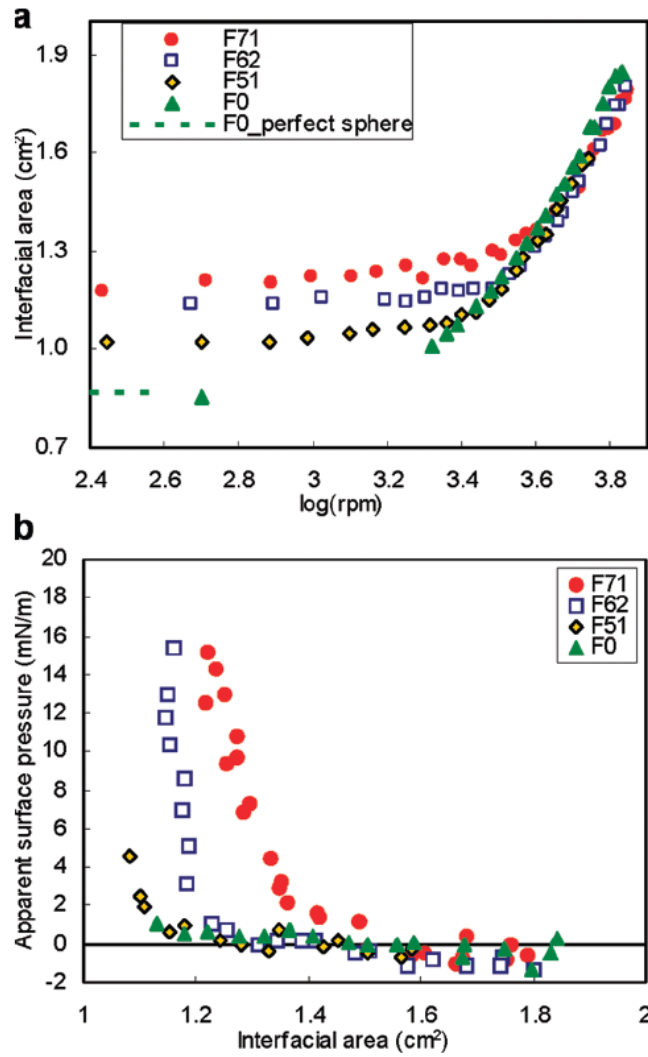 a
F71
F62
F51
F0
F0_perfect sphere
Interfacial area (cm²)
1.9
1.6
1.3
1.0
0.7
2.4 2.6 2.8 3 3.2 3.4 3.6 3.8
log(rpm)
b
F71
F62
F51
F0
Apparent surface pressure (mN/m)
20
18
16
14
12
10
8
6
4
2
0
-2
1 1.2 1.4 1.6 1.8 2
Interfacial area (cm²)